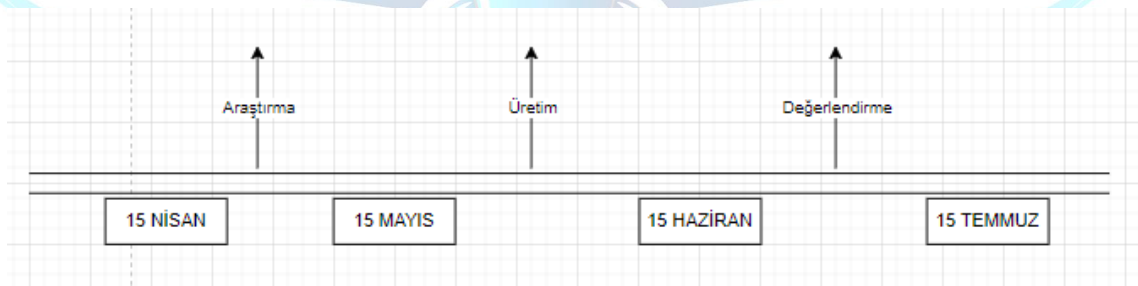 Araştırma
Üretim
Değerlendirme
15 NİSAN
15 MAYIS
15 HAZİRAN
15 TEMMUZ